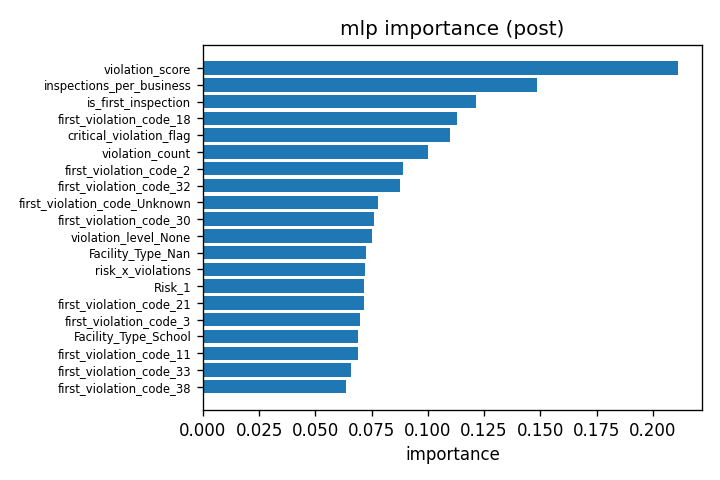 mlp importance (post)
violation_score
inspections_per_business
is_first_inspection
first_violation_code_18
critical_violation_flag
violation_count
first_violation_code_2
first_violation_code_32
first_violation_code_Unknown
first_violation_code_30
violation_level_None
Facility_Type_Nan
risk_x_violations
Risk_1
first_violation_code_21
first_violation_code_3
Facility_Type_School
first_violation_code_11
first_violation_code_33
first_violation_code_38
0.000 0.025 0.050 0.075 0.100 0.125 0.150 0.175 0.200
importance